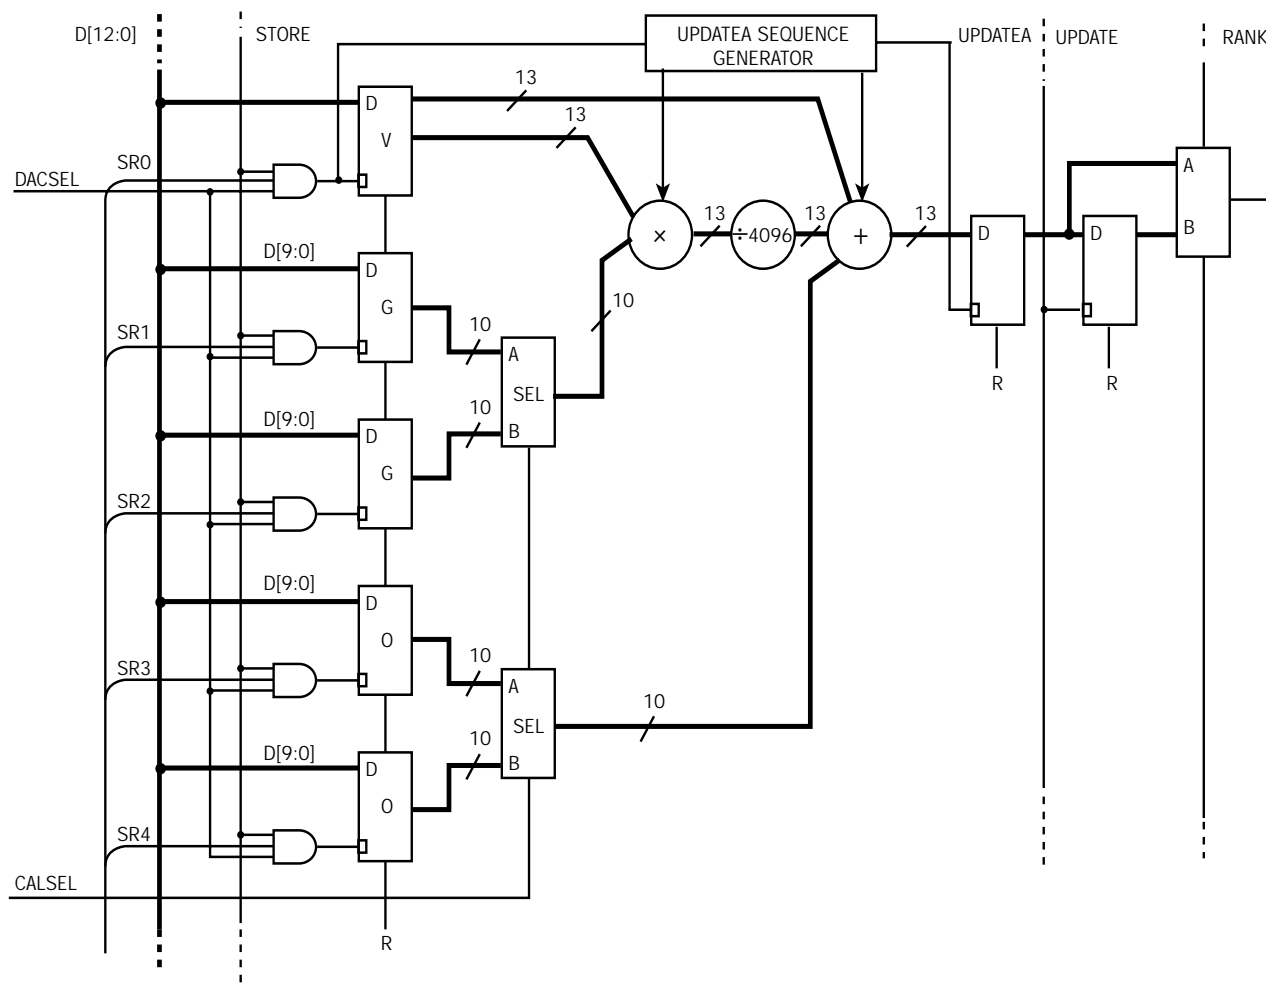 D[12:0]
STORE
UPDATEA SEQUENCE
GENERATOR
UPDATEA
UPDATE
RANK
13
D
13
V
SR0
DACSEL
A
B
13
13
13
×
÷4096
+
D
D
D[9:0]
D
G
10
10
SR1
A
SEL
B
R
R
D[9:0]
10
D
G
SR2
D[9:0]
D
O
10
SR3
A
SEL
B
10
D[9:0]
10
D
O
SR4
CALSEL
R